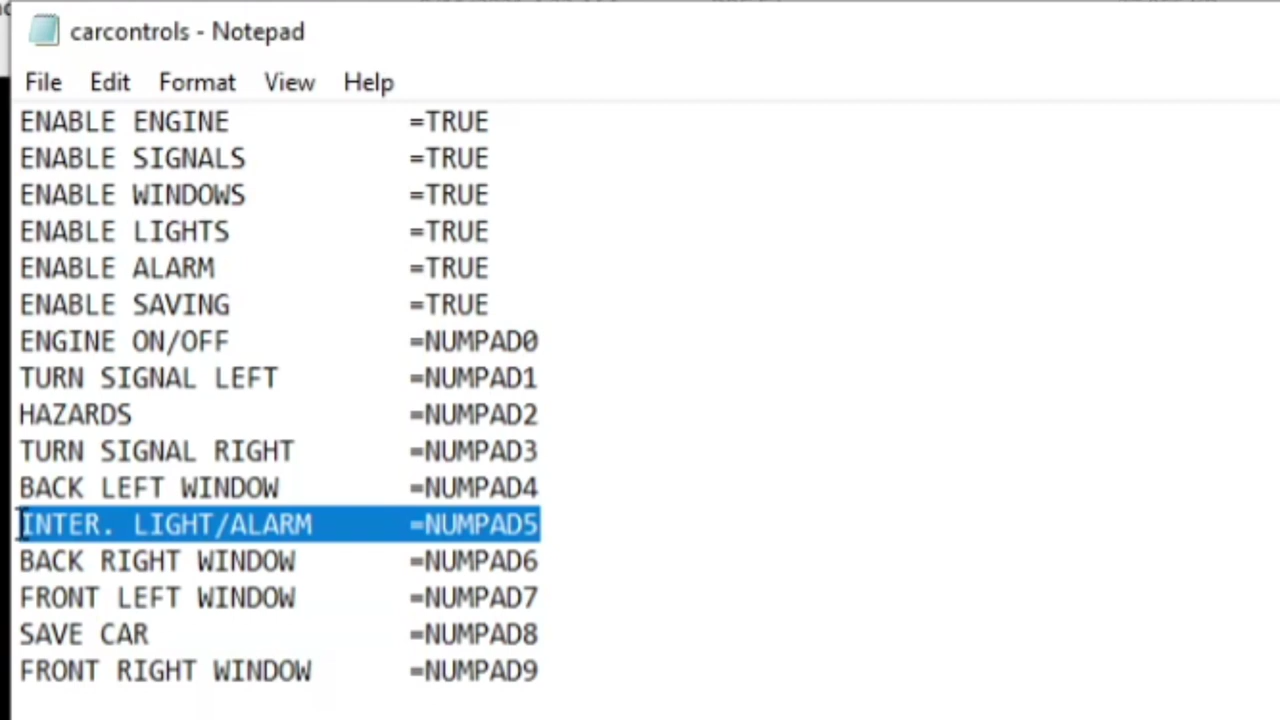 carcontrols - Notepad
File Edit Format View Help
ENABLE ENGINE =TRUE
ENABLE SIGNALS =TRUE
ENABLE WINDOWS =TRUE
ENABLE LIGHTS =TRUE
ENABLE ALARM =TRUE
ENABLE SAVING =TRUE
ENGINE ON/OFF =NUMPAD0
TURN SIGNAL LEFT =NUMPAD1
HAZARDS =NUMPAD2
TURN SIGNAL RIGHT =NUMPAD3
BACK LEFT WINDOW =NUMPAD4
INTER. LIGHT/ALARM =NUMPAD5
BACK RIGHT WINDOW =NUMPAD6
FRONT LEFT WINDOW =NUMPAD7
SAVE CAR =NUMPAD8
FRONT RIGHT WINDOW =NUMPAD9